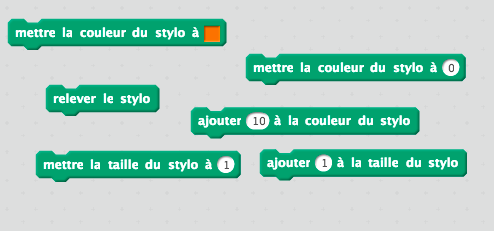 mettre la couleur du stylo à
mettre la couleur du stylo à 0
relever le stylo
ajouter 10 à la couleur du stylo
mettre la taille du stylo à 1
ajouter 1 à la taille du stylo